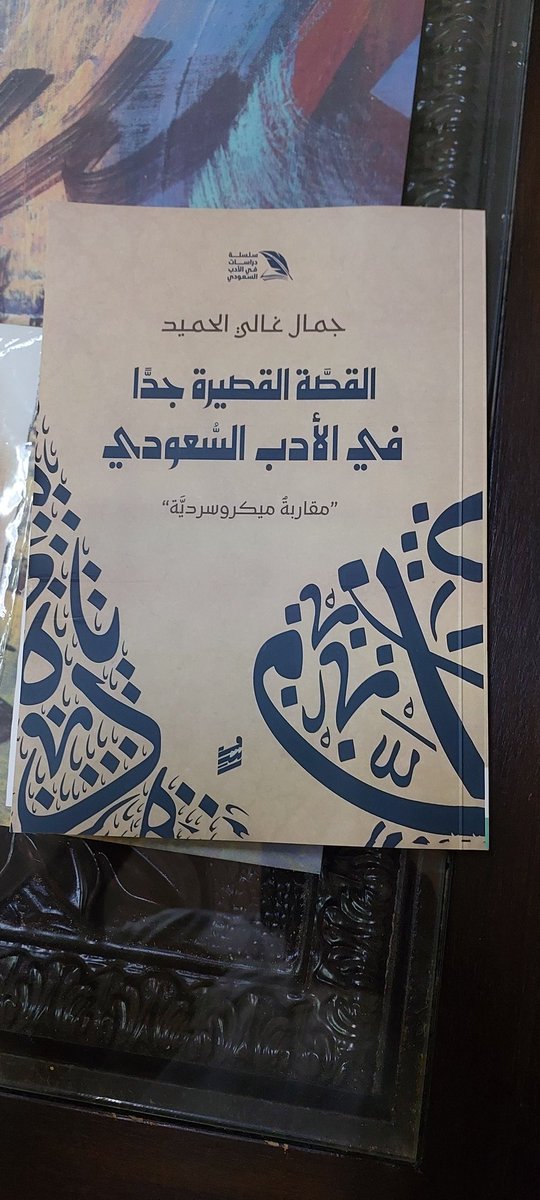 سلسلة
دراسات
في الأدب
السعودي
جمال غالي الحميد
القصَّة القصيرة جدًّا
في الأدب السُّعودي
”مقاربةٌ ميكروسرديَّة“